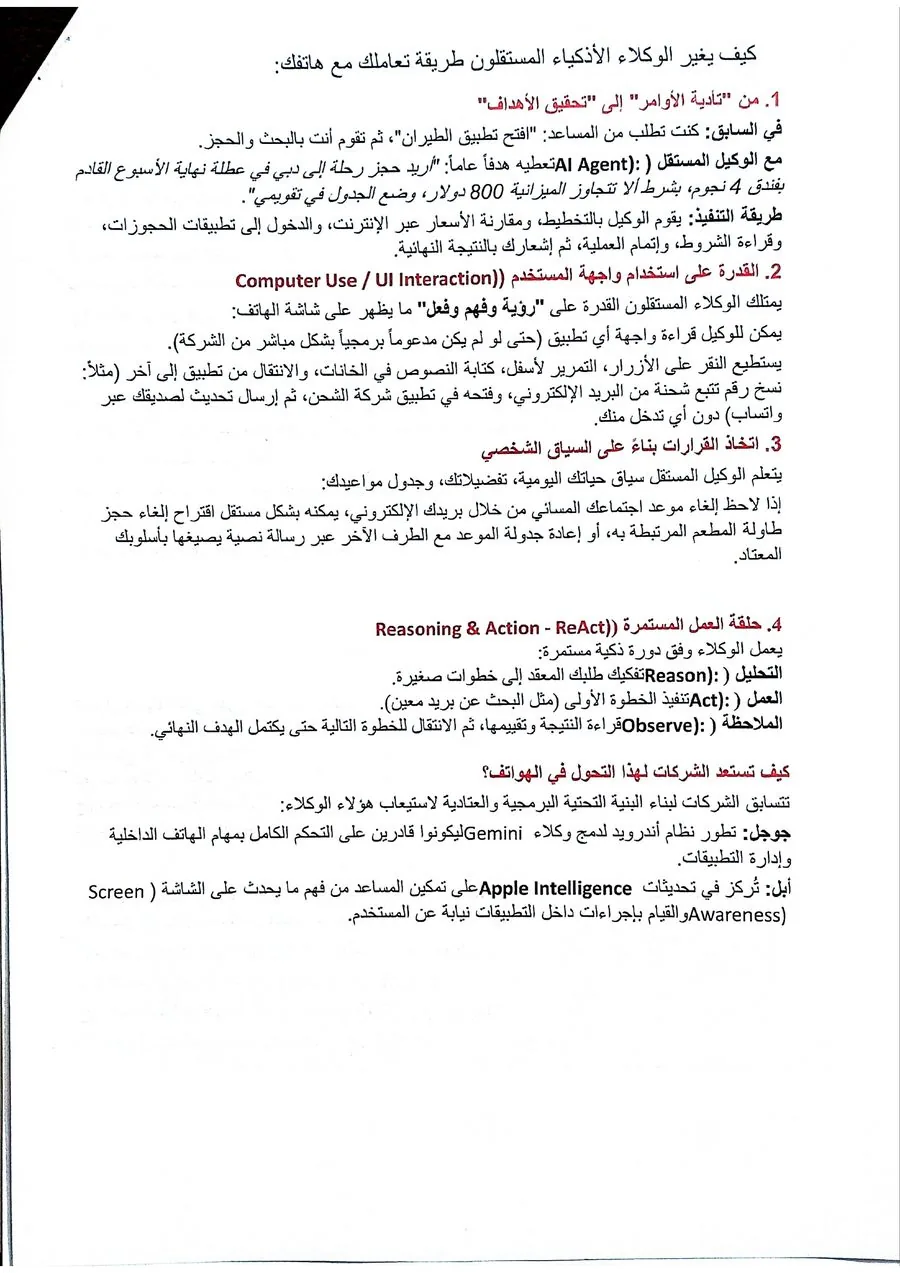 كيف يغير الوكلاء الأذكياء المستقلون طريقة تعاملك مع هاتفك:
1. من "تأدية الأوامر" إلى "تحقيق الأهداف"
في السابق: كنت تطلب من المساعد: "افتح تطبيق الطيران"، ثم تقوم أنت بالبحث والحجز.
مع الوكيل المستقل ( :(AI Agentتعطيه هدفاً عاماً: "أريد حجز رحلة إلى دبي في عطلة نهاية الأسبوع القادم
بفندق 4 نجوم، بشرط ألا تتجاوز الميزانية 800 دولار، وضع الجدول في تقويمي".
طريقة التنفيذ: يقوم الوكيل بالتخطيط، ومقارنة الأسعار عبر الإنترنت، والدخول إلى تطبيقات الحجوزات،
وقراءة الشروط، وإتمام العملية، ثم إشعارك بالنتيجة النهائية.
2. القدرة على استخدام واجهة المستخدم ((Computer Use / UI Interaction
يمتلك الوكلاء المستقلون القدرة على "رؤية وفهم وفعل" ما يظهر على شاشة الهاتف:
يمكن للوكيل قراءة واجهة أي تطبيق (حتى لو لم يكن مدعوماً برمجياً بشكل مباشر من الشركة).
يستطيع النقر على الأزرار، التمرير لأسفل، كتابة النصوص في الخانات، والانتقال من تطبيق إلى آخر (مثلاً:
نسخ رقم تتبع شحنة من البريد الإلكتروني، وفتحه في تطبيق شركة الشحن، ثم إرسال تحديث لصديقك عبر
واتساب) دون أي تدخل منك.
3. اتخاذ القرارات بناءً على السياق الشخصي
يتعلم الوكيل المستقل سياق حياتك اليومية، تفضيلاتك، وجدول مواعيدك:
إذا لاحظ إلغاء موعد اجتماعك المسائي من خلال بريدك الإلكتروني، يمكنه بشكل مستقل اقتراح إلغاء حجز
طاولة المطعم المرتبطة به، أو إعادة جدولة الموعد مع الطرف الآخر عبر رسالة نصية يصيغها بأسلوبك
المعتاد.
4. حلقة العمل المستمرة ((Reasoning & Action - ReAct
يعمل الوكلاء وفق دورة ذكية مستمرة:
التحليل ( :(Reasonتفكيك طلبك المعقد إلى خطوات صغيرة.
العمل ( :(Actتنفيذ الخطوة الأولى (مثل البحث عن بريد معين).
الملاحظة ( :(Observeقراءة النتيجة وتقييمها، ثم الانتقال للخطوة التالية حتى يكتمل الهدف النهائي.
كيف تستعد الشركات لهذا التحول في الهواتف؟
تتسابق الشركات لبناء البنية التحتية البرمجية والعتادية لاستيعاب هؤلاء الوكلاء:
جوجل: تطور نظام أندرويد لدمج وكلاء Geminiليكونوا قادرين على التحكم الكامل بمهام الهاتف الداخلية
وإدارة التطبيقات.
أبل: تُركز في تحديثات Apple Intelligenceعلى تمكين المساعد من فهم ما يحدث على الشاشة ( Screen
(Awarenessوالقيام بإجراءات داخل التطبيقات نيابة عن المستخدم.